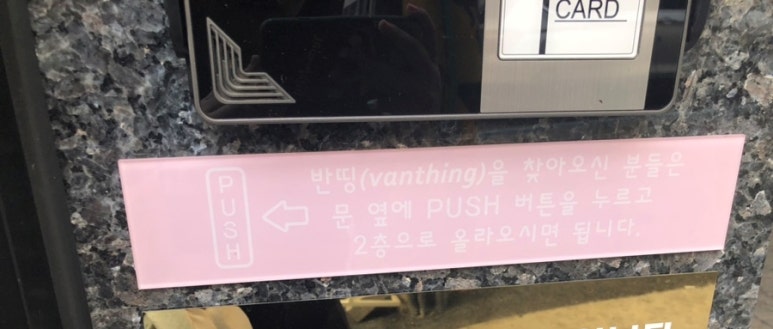 CARD
반띵(vanthing)을 찾아오신 분들은
PUSH
문 옆에 PUSH 버튼을 누르고
2층으로 올라오시면 됩니다.